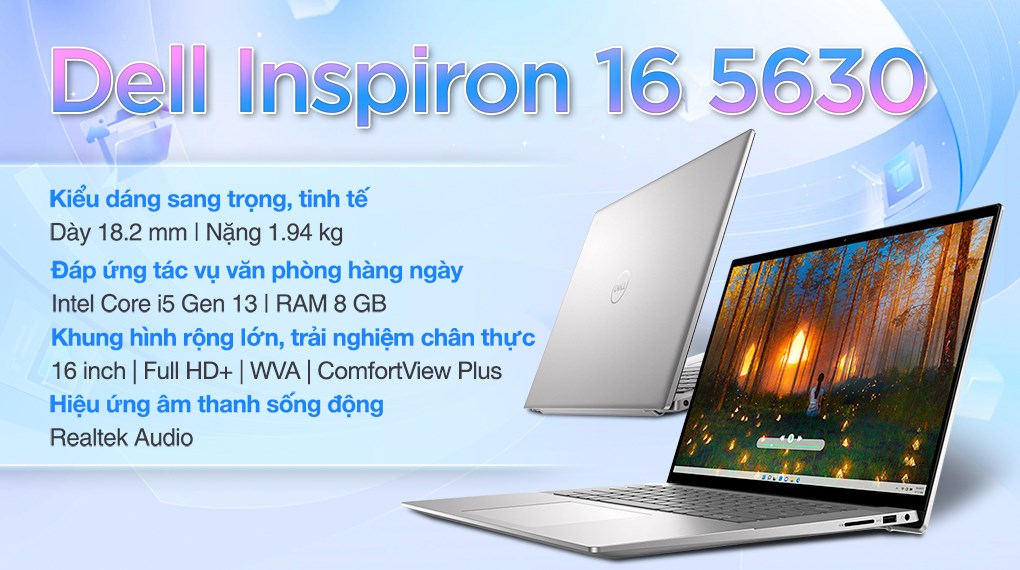 Dell Inspiron 16 5630
Kiểu dáng sang trọng, tinh tế
Dày 18.2 mm | Nặng 1.94 kg
Đáp ứng tác vụ văn phòng hàng ngày
Intel Core i5 Gen 13 | RAM 8 GB
Khung hình rộng lớn, trải nghiệm chân thực
16 inch | Full HD+ | WVA | ComfortView Plus
Hiệu ứng âm thanh sống động
Realtek Audio
DELL